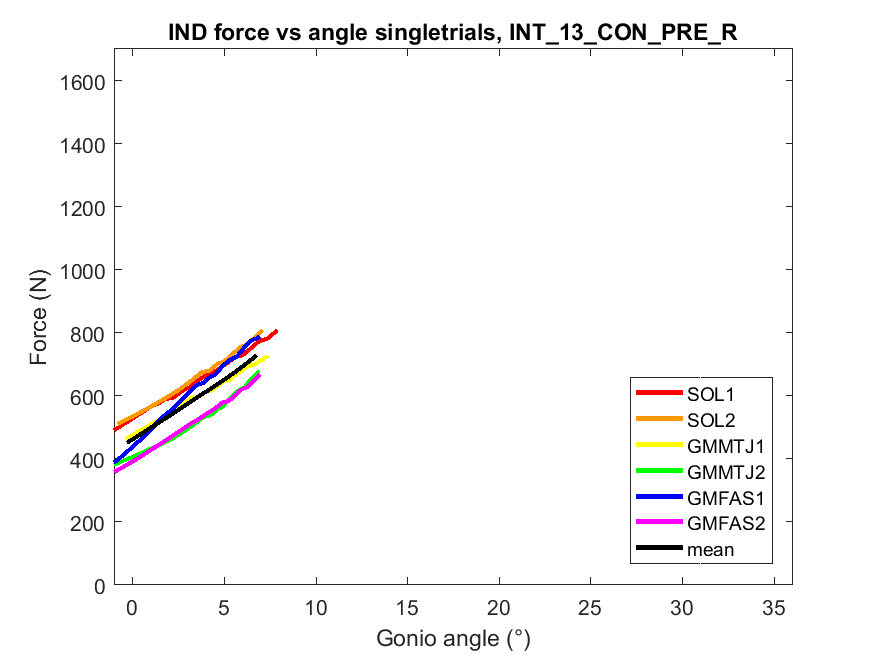 IND force vs angle singletrials, INT_13_CON_PRE_R
1600
1400
1200
1000
800
600
400
200
0
Force (N)
0 5 10 15 20 25 30 35
Gonio angle (°)
SOL1
SOL2
GMMTJ1
GMMTJ2
GMFAS1
GMFAS2
mean